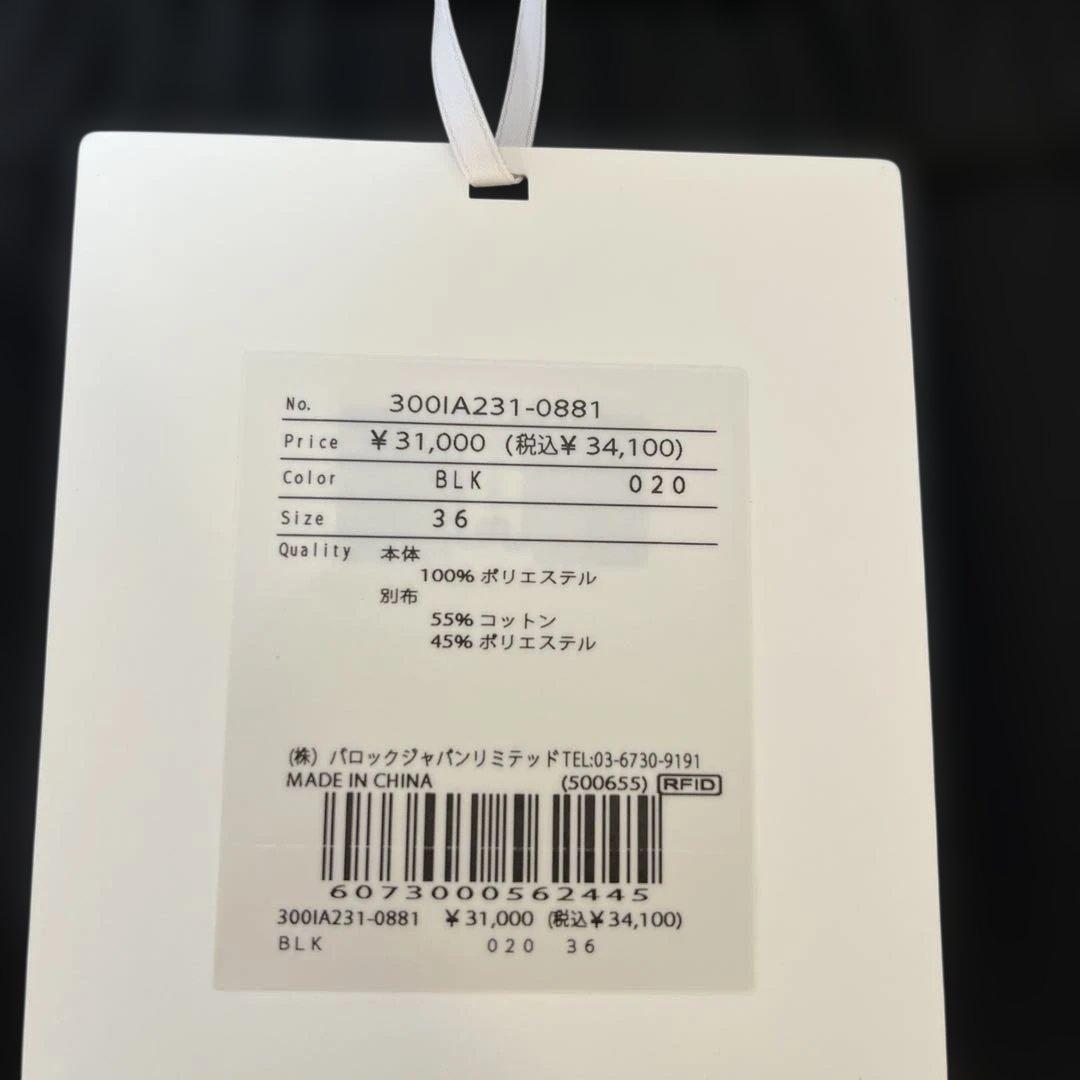 No. 300IA231-0881
Price ¥31,000 (税込¥ 34,100)
Color BLK 020
Size 36
Quality 本体
100% ポリエステル
別布
55% コットン
45% ポリエステル
(株) バロックジャパンリミテッドTEL:03-6730-9191
MADE IN CHINA (500655) RFID
6073000562445
300IA231-0881 ¥31,000 (税込¥34,100)
BLK 020 36